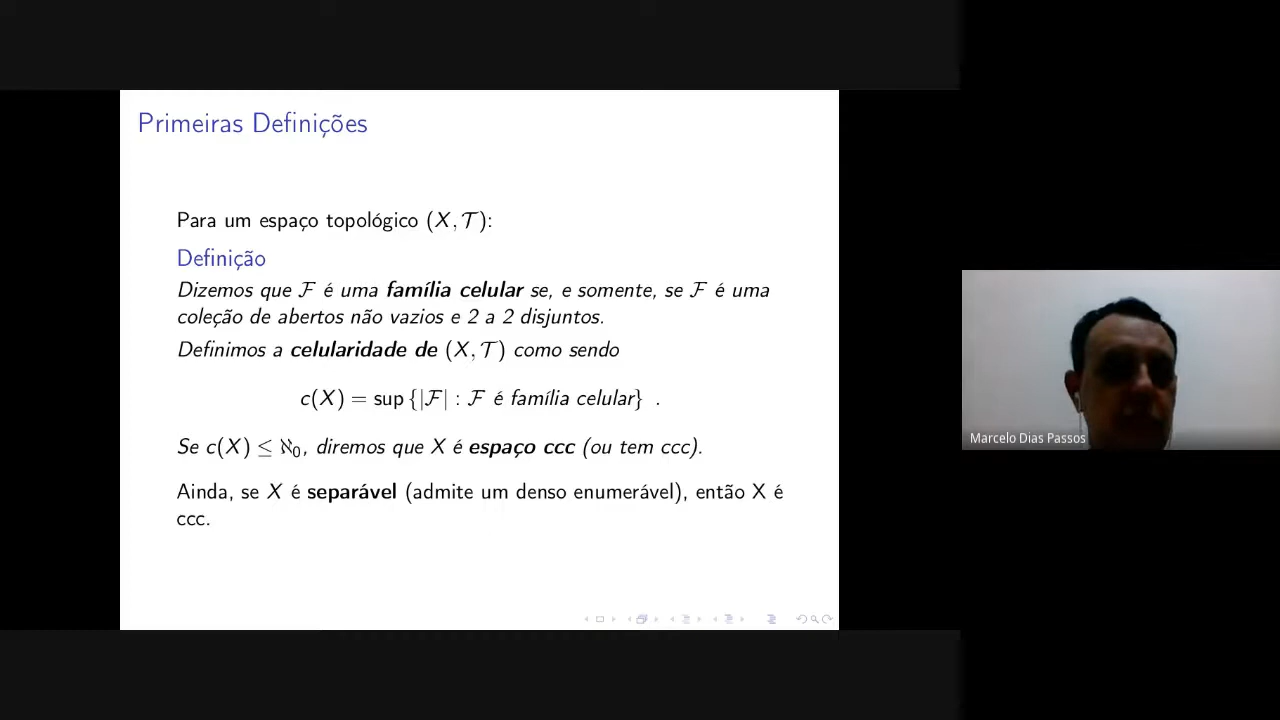 Primeiras Definições
Para um espaço topológico (X, 𝒯):
Definição
Dizemos que ℱ é uma família celular se, e somente, se ℱ é uma
coleção de abertos não vazios e 2 a 2 disjuntos.
Definimos a celularidade de (X, 𝒯) como sendo
c(X) = sup {|ℱ| : ℱ é família celular} .
Se c(X) ≤ ℵ₀, diremos que X é espaço ccc (ou tem ccc).
Ainda, se X é separável (admite um denso enumerável), então X é
ccc.
Marcelo Dias Passos